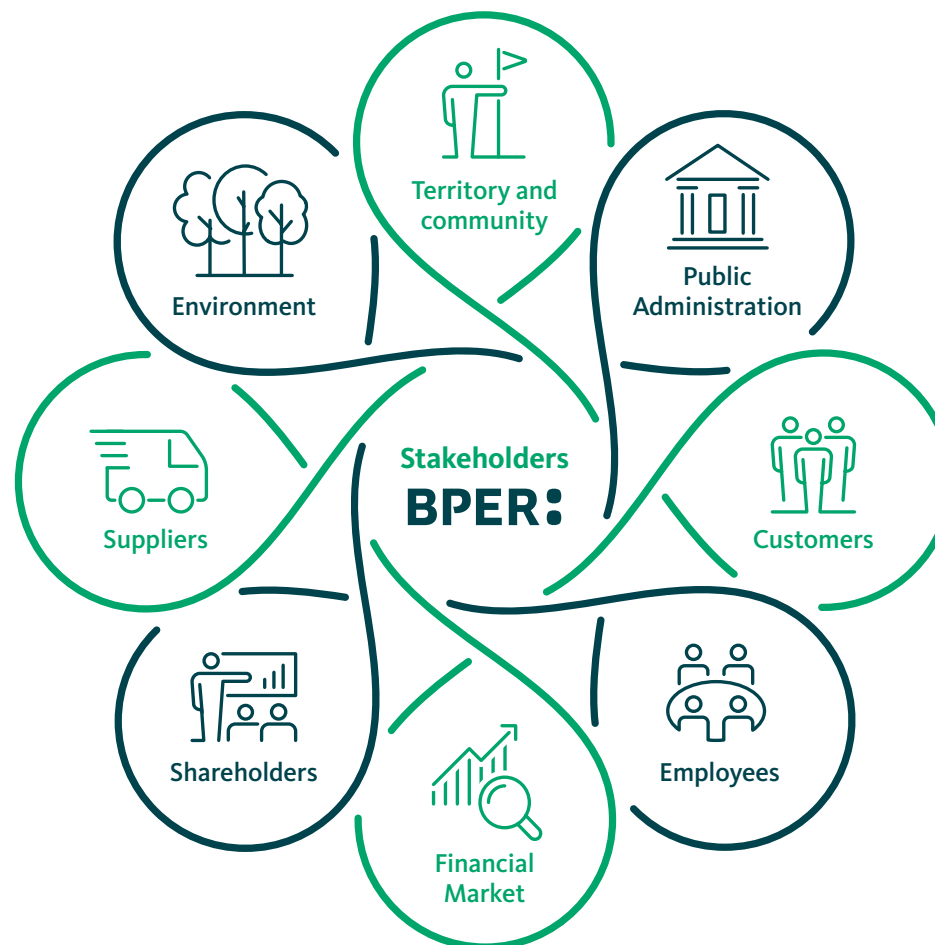 Territory and
community
Public
Administration
Environment
Stakeholders
BPER:
Suppliers
Customers
Shareholders
Employees
Financial
Market